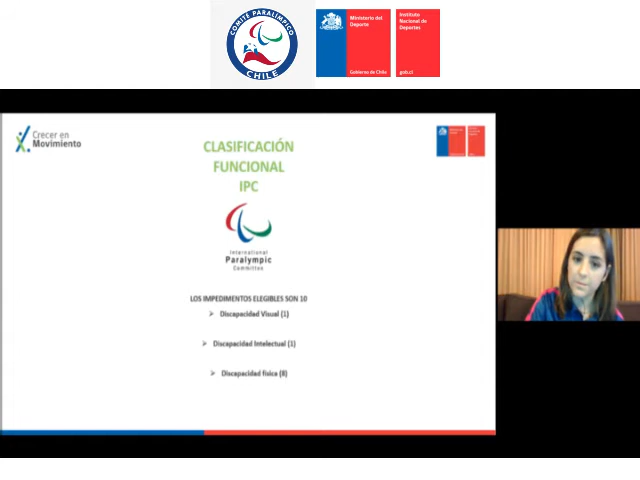 COMITÉ PARALÍMPICO
CHILE
Ministerio del
Deporte
Gobierno de Chile
Instituto
Nacional de
Deportes
gob.cl
Crecer en
Movimiento
CLASIFICACIÓN
FUNCIONAL
IPC
International
Paralympic
Committee
LOS IMPEDIMENTOS ELEGIBLES SON 10
➢ Discapacidad Visual (1)
➢ Discapacidad Intelectual (1)
➢ Discapacidad física (8)